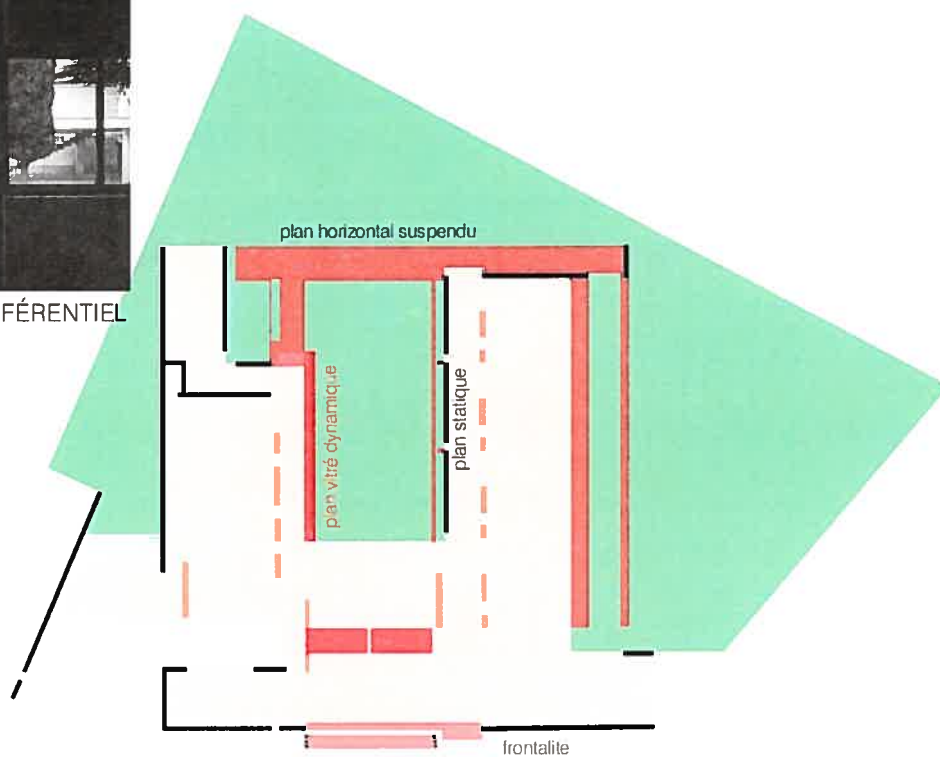 FÉRENTIEL
plan horizontal suspendu
plan vitré dynamique
plan statique
frontalite